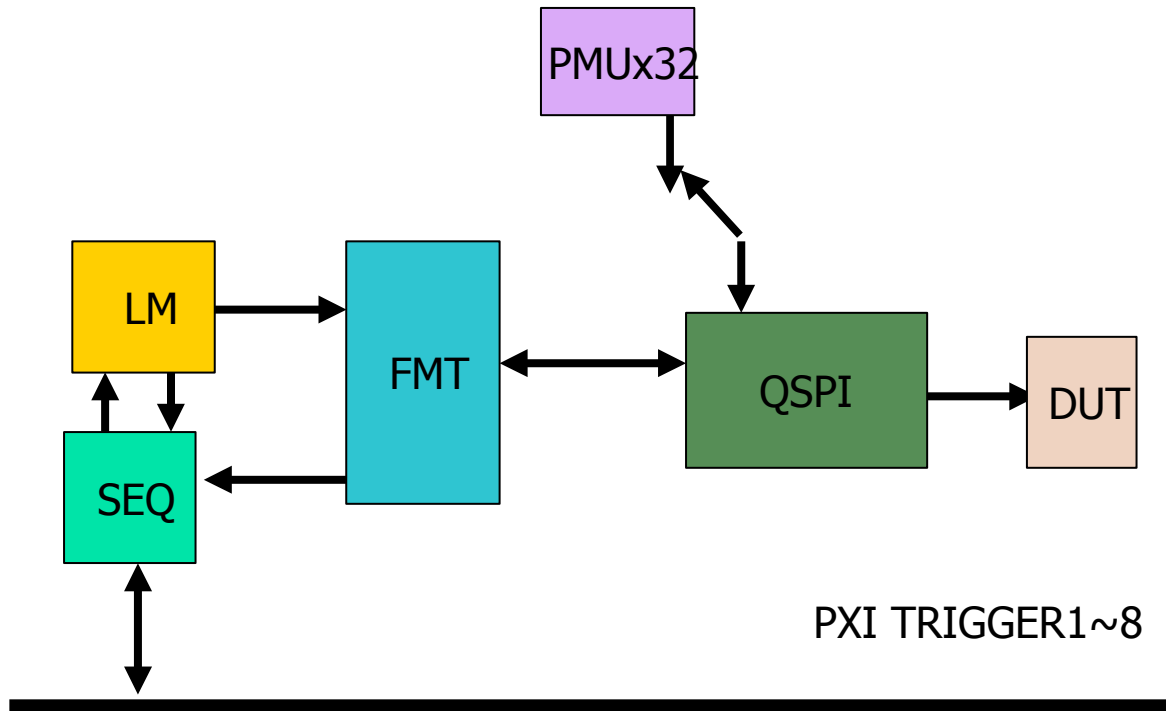 PMUx32
LM
FMT
QSPI
DUT
SEQ
PXI TRIGGER1~8